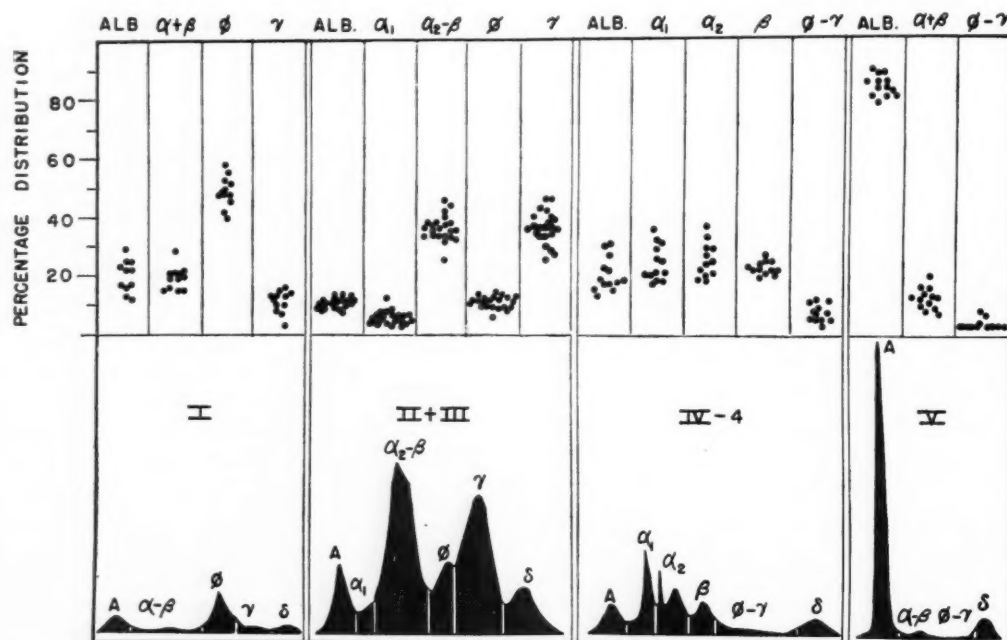 ALB α+β ø γ ALB. α₁ α₂-β ø γ ALB. α₁ α₂ β ø-γ ALB. α+β ø-γ
PERCENTAGE DISTRIBUTION
80
60
40
20
I II+III IV-4 V
A α-β ø γ δ
A α₁ α₂-β ø γ δ
A α₁ α₂ β ø-γ δ
A α-β ø-γ δ